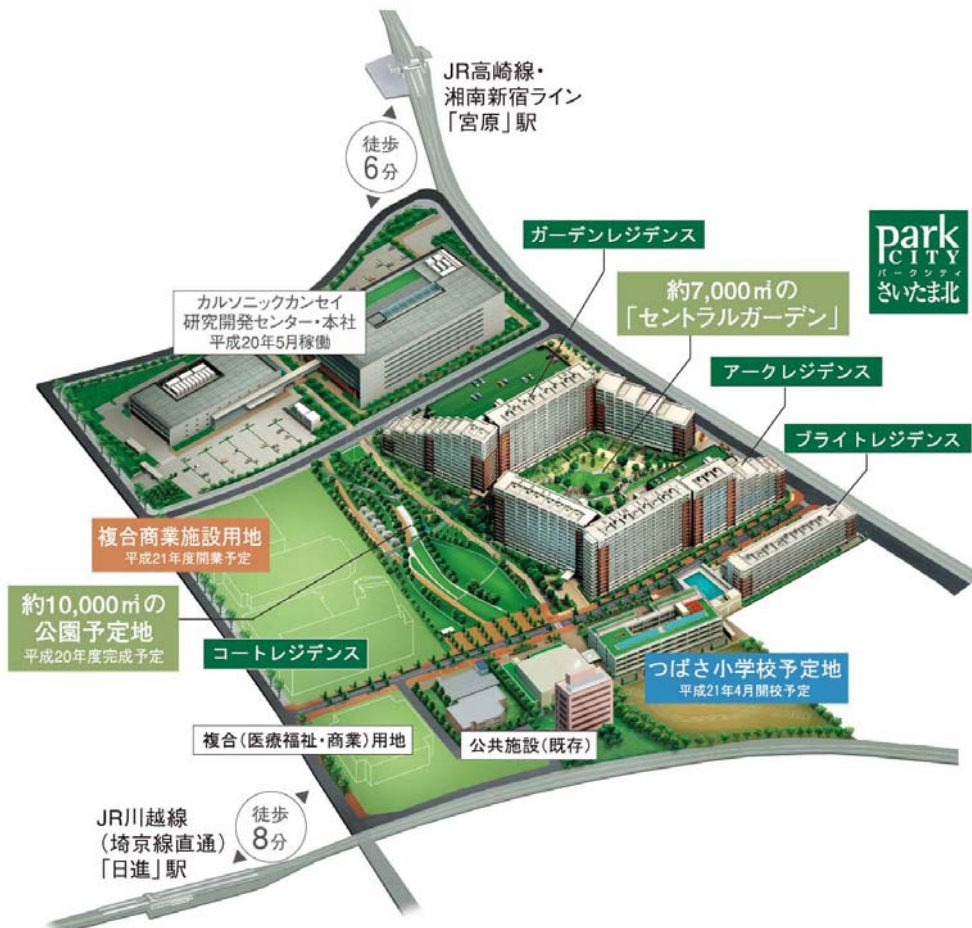 JR高崎線・
湘南新宿ライン
「宮原」駅
徒歩
6分
ガーデンレジデンス
park
CITY
パークシティ
さいたま北
約7,000㎡の
「セントラルガーデン」
カルソニックカンセイ
研究開発センター・本社
平成20年5月稼働
アークレジデンス
ブライトレジデンス
複合商業施設用地
平成21年度開業予定
約10,000㎡の
公園予定地
平成20年度完成予定
コートレジデンス
つばさ小学校予定地
平成21年4月開校予定
複合(医療福祉・商業)用地
公共施設(既存)
JR川越線
(埼京線直通)
「日進」駅
徒歩
8分